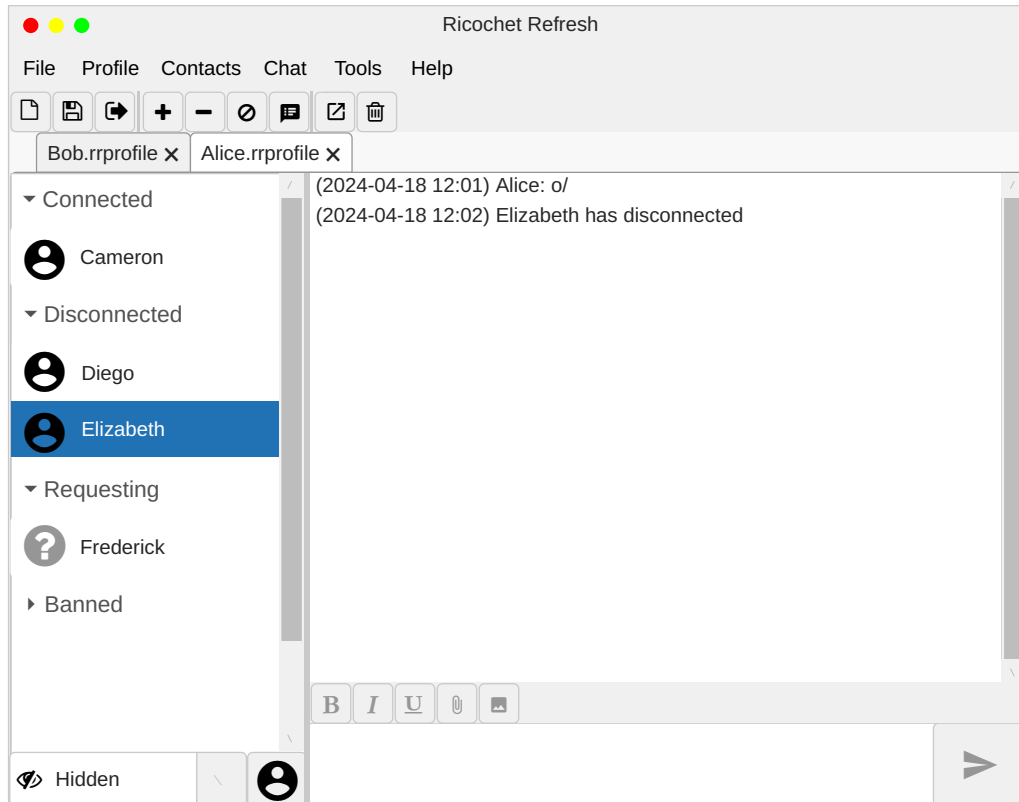 Ricochet Refresh
File Profile Contacts Chat Tools Help
Bob.rrprofile Alice.rrprofile
Connected
Cameron
Disconnected
Diego
Elizabeth
Requesting
Frederick
Banned
Hidden
(2024-04-18 12:01) Alice: o/
(2024-04-18 12:02) Elizabeth has disconnected
B I U